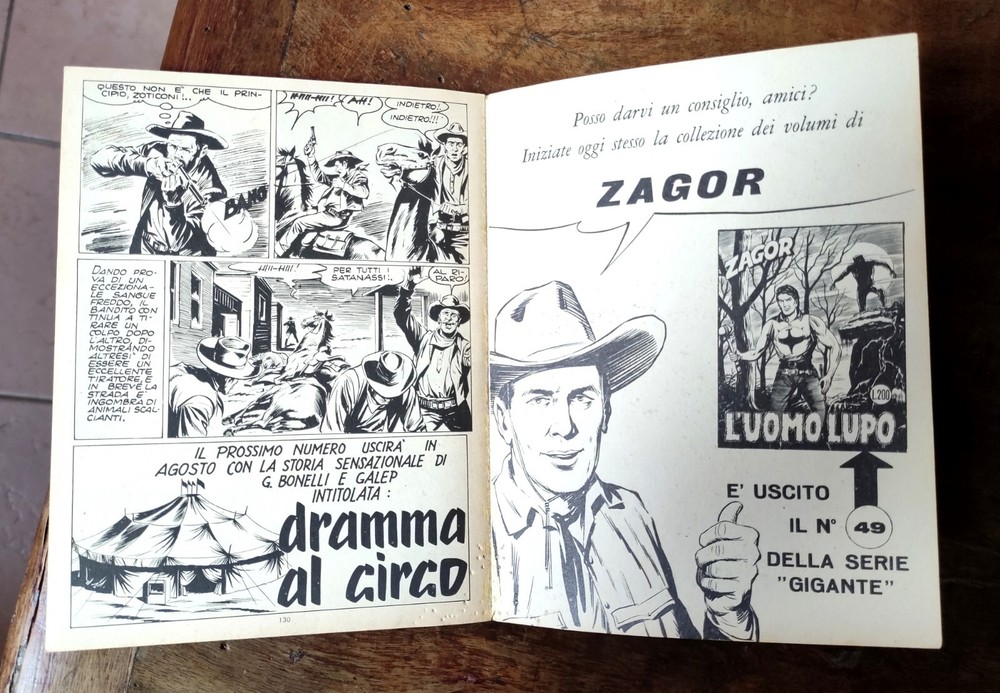 QUESTO NON E' CHE IL PRIN-
CIPIO, ZOTICONI!..
BANG
H-IIII-HIII!
AH!
INDIETRO!
INDIETRO!!!
DANDO PRO-
VA DI UN
ECCEZIONA-
LE SANGUE
FREDDO, IL
BANDITO CON
TINUA A TI-
RARE UN
COLPO DOPO
L'ALTRO, DI-
MOSTRANDO
ALTRESI' DI
ESSERE UN
ECCELLENTE
TIRATORE, E
IN BREVE LA
STRADA E'
INGOMBRA DI
ANIMALI SCAL-
CIANTI.
HIII-HIII!
PER TUTTI I
SATANASSI!..
AL RI-
PARO
IL PROSSIMO NUMERO USCIRA' IN
AGOSTO CON LA STORIA SENSAZIONALE DI
G. BONELLI E GALEP
INTITOLATA :
dramma
al circo
130
Posso darvi un consiglio, amici?
Iniziate oggi stesso la collezione dei volumi di
ZAGOR
ZAGOR
L.200
L'UOMO LUPO
E' USCITO
IL N° 49
DELLA SERIE
"GIGANTE"